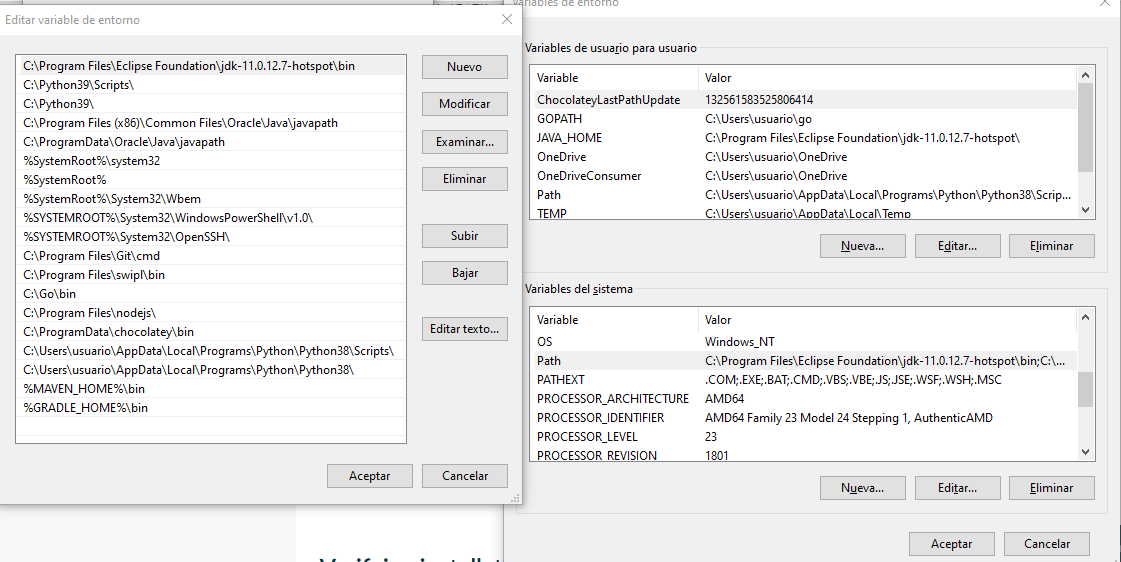 Editar variable de entorno
C:\Program Files\Eclipse Foundation\jdk-11.0.12.7-hotspot\bin
C:\Python39\Scripts\
C:\Python39\
C:\Program Files (x86)\Common Files\Oracle\Java\javapath
C:\ProgramData\Oracle\Java\javapath
%SystemRoot%\system32
%SystemRoot%
%SystemRoot%\System32\Wbem
%SYSTEMROOT%\System32\WindowsPowerShell\v1.0\
%SYSTEMROOT%\System32\OpenSSH\
C:\Program Files\Git\cmd
C:\Program Files\swipl\bin
C:\Go\bin
C:\Program Files\nodejs\
C:\ProgramData\chocolatey\bin
C:\Users\usuario\AppData\Local\Programs\Python\Python38\Scripts\
C:\Users\usuario\AppData\Local\Programs\Python\Python38\
%MAVEN_HOME%\bin
%GRADLE_HOME%\bin
Nuevo
Modificar
Examinar...
Eliminar
Subir
Bajar
Editar texto...
Aceptar Cancelar
Variables de entorno
Variables de usuario para usuario
Variable Valor
ChocolateyLastPathUpdate 132561583525806414
GOPATH C:\Users\usuario\go
JAVA_HOME C:\Program Files\Eclipse Foundation\jdk-11.0.12.7-hotspot\
OneDrive C:\Users\usuario\OneDrive
OneDriveConsumer C:\Users\usuario\OneDrive
Path C:\Users\usuario\AppData\Local\Programs\Python\Python38\Scrip...
TEMP C:\Users\usuario\AppData\Local\Temp
Nueva... Editar... Eliminar
Variables del sistema
Variable Valor
OS Windows_NT
Path C:\Program Files\Eclipse Foundation\jdk-11.0.12.7-hotspot\bin;C:\...
PATHEXT .COM;.EXE;.BAT;.CMD;.VBS;.VBE;.JS;.JSE;.WSF;.WSH;.MSC
PROCESSOR_ARCHITECTURE AMD64
PROCESSOR_IDENTIFIER AMD64 Family 23 Model 24 Stepping 1, AuthenticAMD
PROCESSOR_LEVEL 23
PROCESSOR_REVISION 1801
Nueva... Editar... Eliminar
Aceptar Cancelar